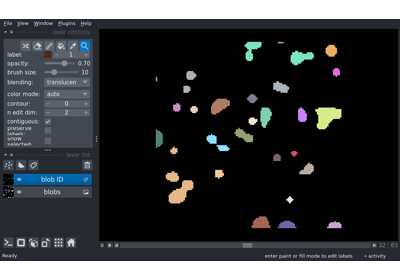 File View Window Plugins Help
layer controls
label: 1
opacity: 0.70
brush size: 10
blending: translucen
color mode: auto
contour: 0
n edit dim: 2
contiguous:
preserve labels:
show selected:
layer list
blob ID
blobs
0 32 63
Ready enter paint or fill mode to edit labels activity